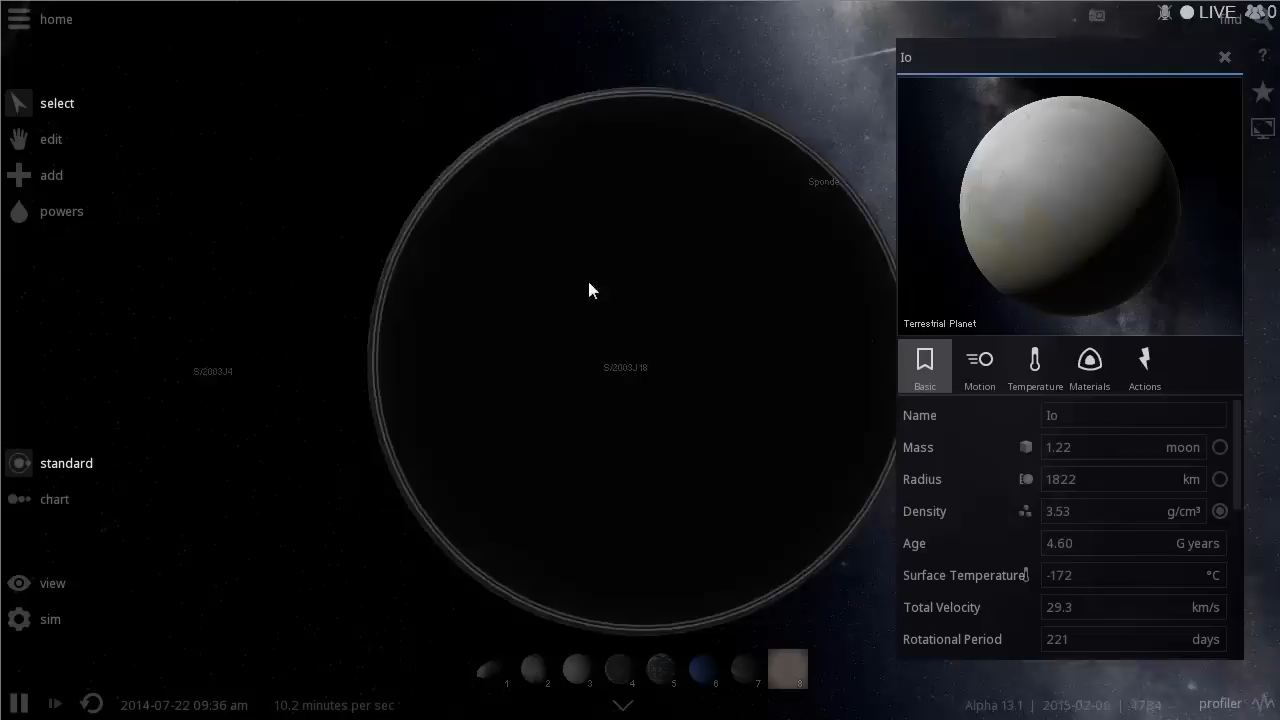 home
LIVE 0
find
Io
?
select
edit
add
powers
Sponde
S/2003J4
S/2003J18
Terrestrial Planet
Basic Motion Temperature Materials Actions
Name Io
Mass 1.22 moon
Radius 1822 km
Density 3.53 g/cm³
Age 4.60 G years
Surface Temperature -172 °C
Total Velocity 29.3 km/s
Rotational Period 221 days
standard
chart
view
sim
1 2 3 4 5 6 7 8
2014-07-22 09:36 am 10.2 minutes per sec
Alpha 13.1 | 2015-02-06 | profiler